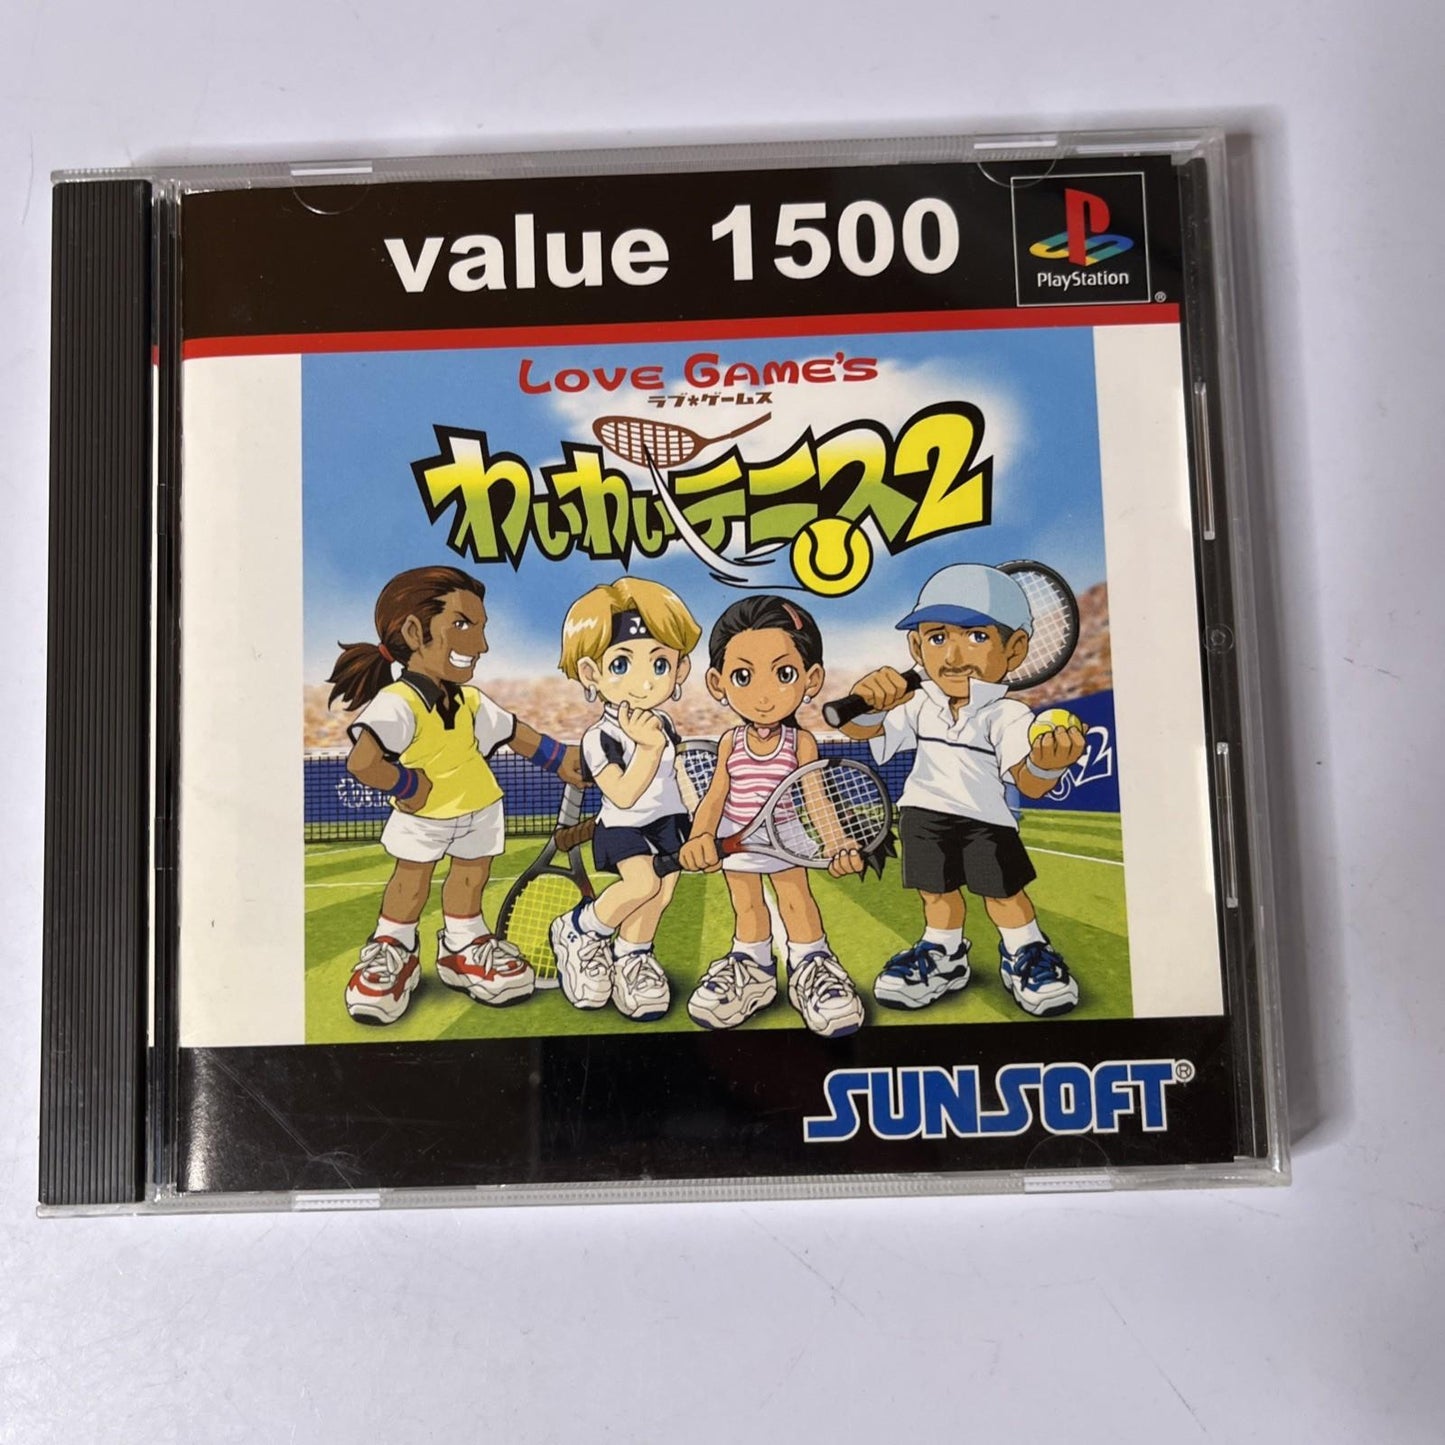 value 1500
PlayStation
®
LOVE GAME'S
ラブ*ゲームス
わいわいテニス2
2
SUNSOFT®